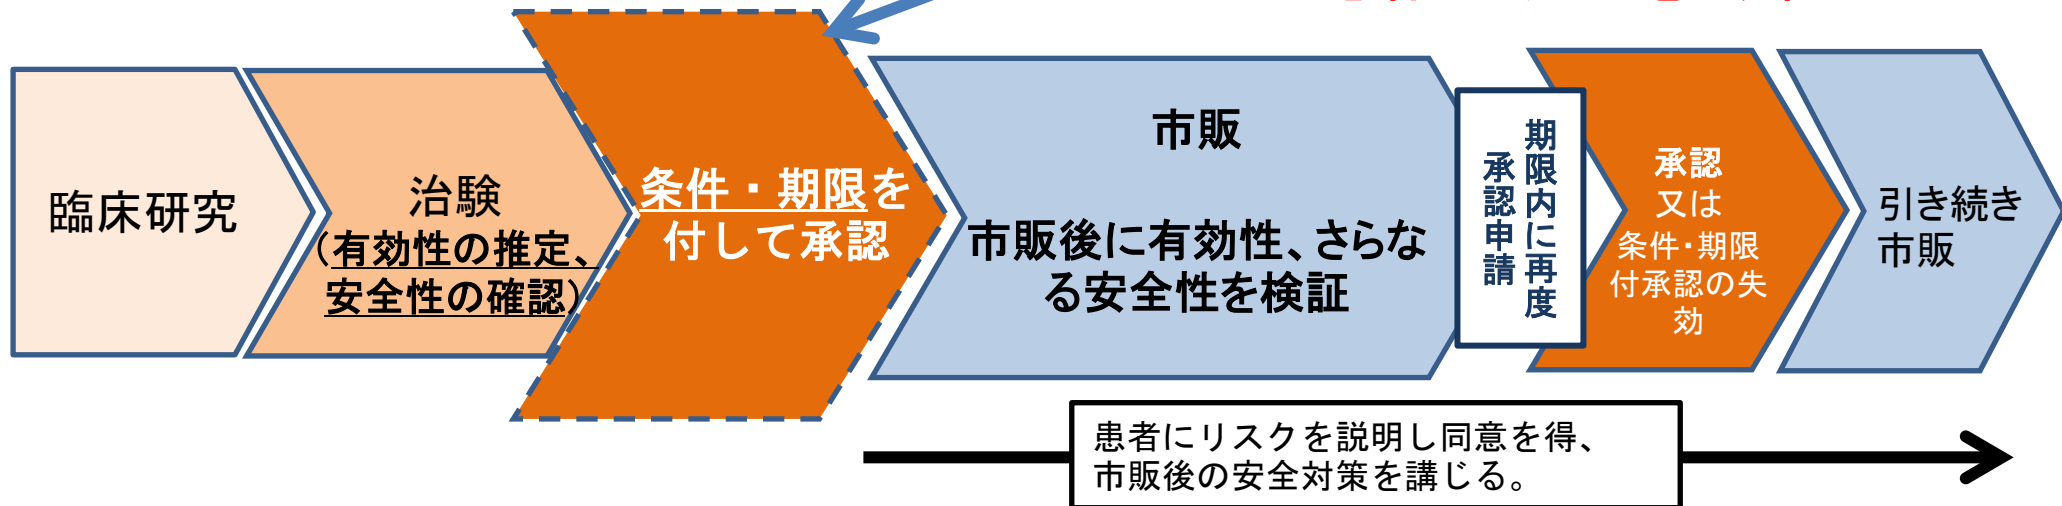 臨床研究
治験
（有効性の推定、
安全性の確認）
条件・期限を
付して承認
市販
市販後に有効性、さらな
る安全性を検証
期限内に再度
承認申請
承認
又は
条件・期限
付承認の失
効
引き続き
市販
患者にリスクを説明し同意を得、
市販後の安全対策を講じる。